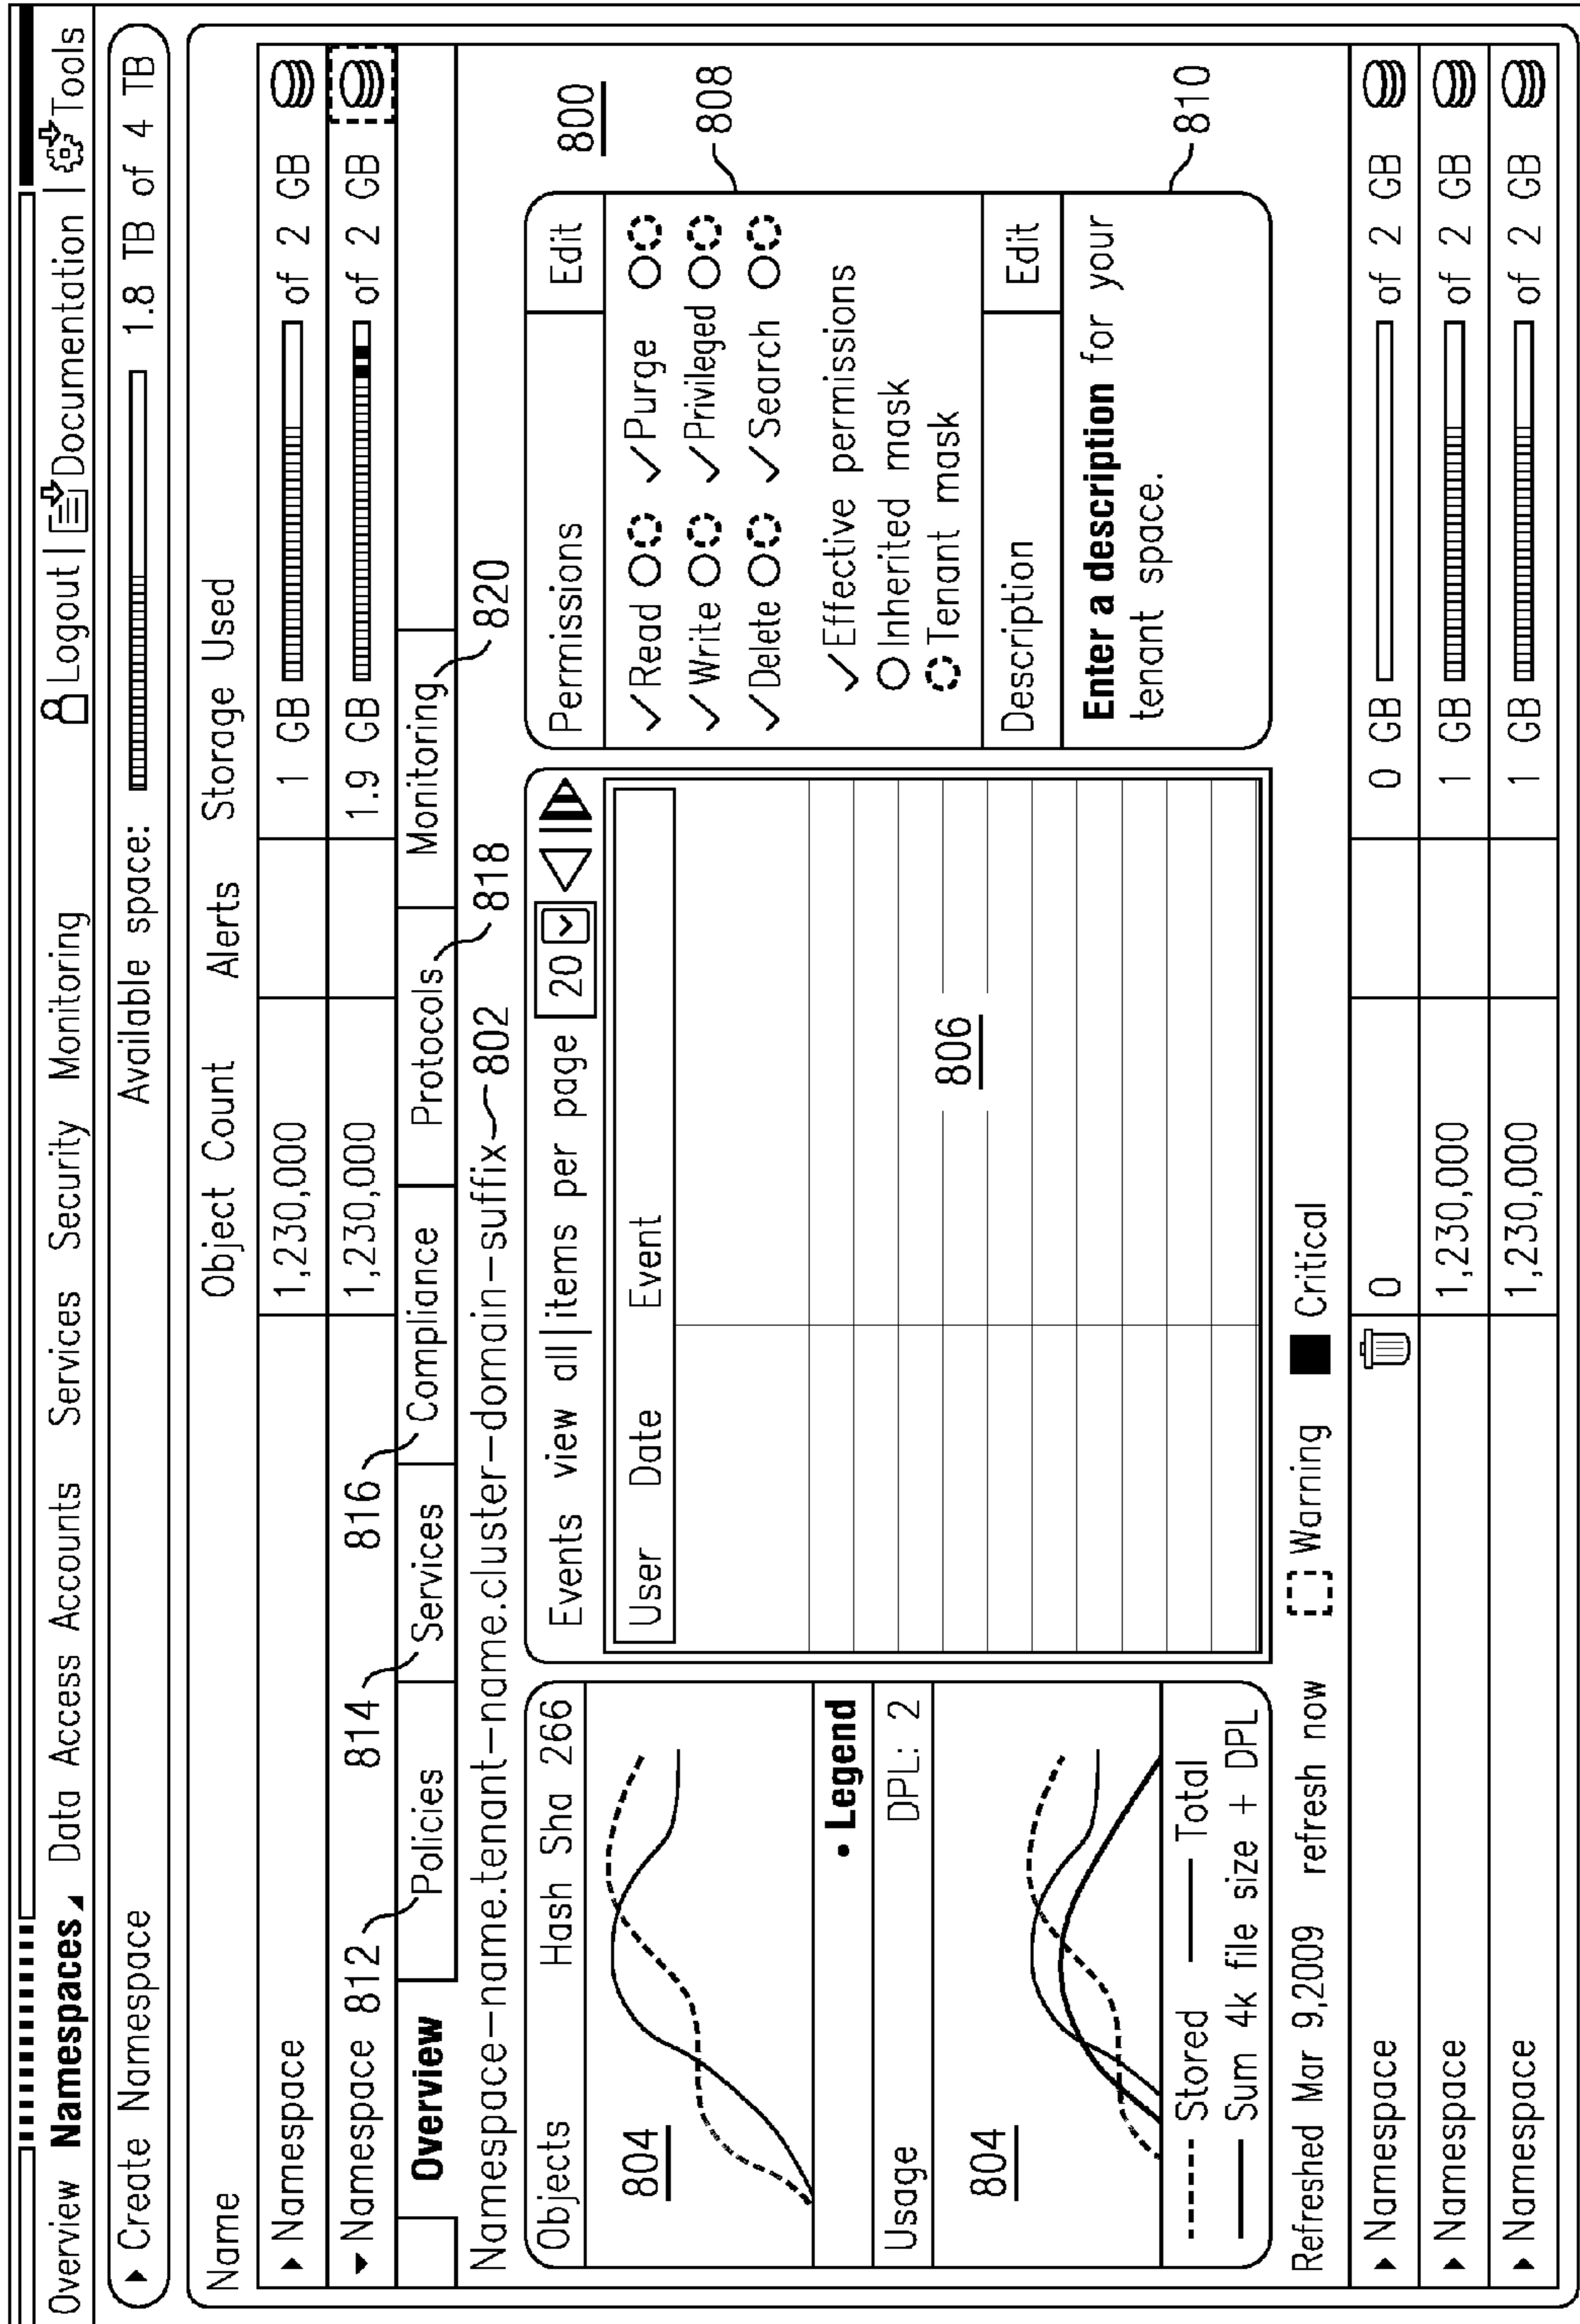 Overview Namespaces Data Access Accounts Services Security Monitoring Logout | Documentation | Tools
Create Namespace Available space: 1.8 TB of 4 TB
Name Object Count Alerts Storage Used
Namespace 1,230,000 1 GB of 2 GB
Namespace 1,230,000 1.9 GB of 2 GB
812 814 816
Overview Policies Services Compliance Protocols Monitoring
Namespace-name.tenant-name.cluster-domain-suffix 802 818 820
800
Objects Hash Sha 266
804
• Legend
Usage DPL: 2
804
Stored Total
Sum 4k file size + DPL
Events view all||items per page 20
User Date Event
806
Permissions Edit
Read Purge
Write Privileged
Delete Search
808
Effective permissions
Inherited mask
Tenant mask
Description Edit
Enter a description for your
tenant space.
810
Refreshed Mar 9,2009 refresh now Warning Critical
Namespace 0 0 GB of 2 GB
Namespace 1,230,000 1 GB of 2 GB
Namespace 1,230,000 1 GB of 2 GB